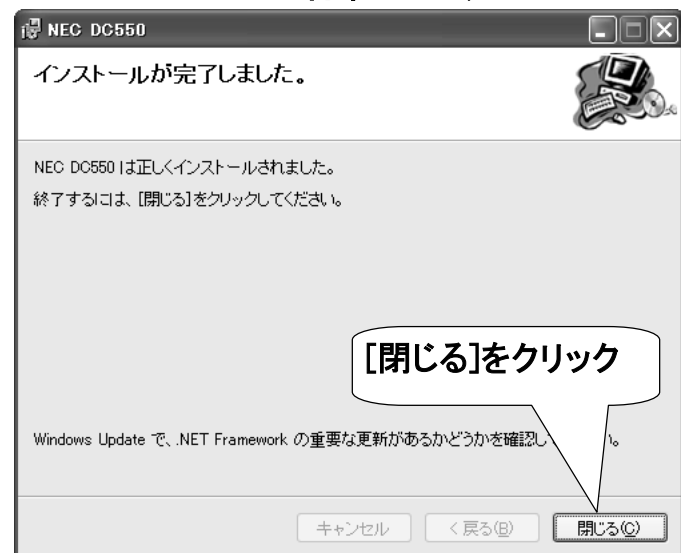 NEC DC550
インストールが完了しました。
NEC DC550 は正しくインストールされました。
終了するには、[閉じる]をクリックしてください。
[閉じる]をクリック
Windows Update で、.NET Framework の重要な更新があるかどうかを確認し い。
キャンセル
< 戻る(B)
閉じる(C)